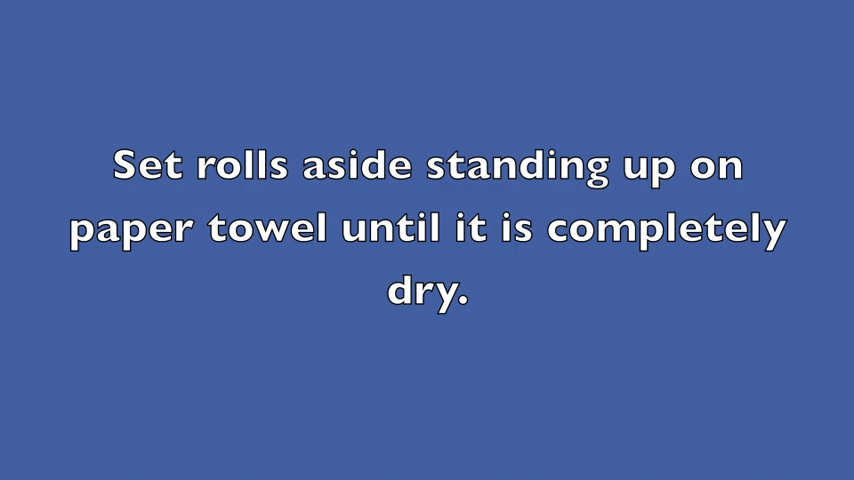 Set rolls aside standing up on
paper towel until it is completely
dry.